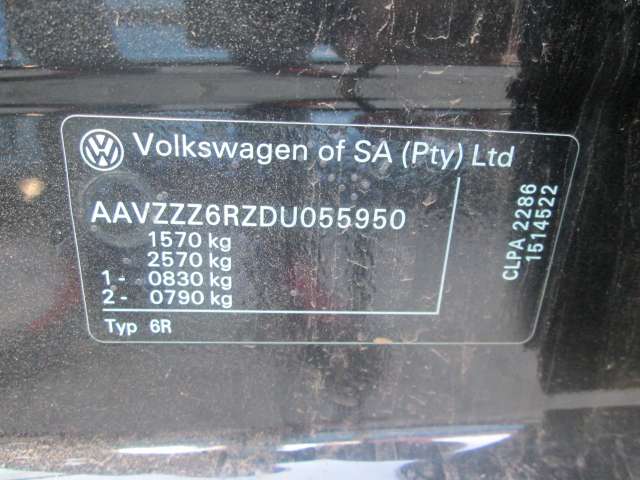 VW Volkswagen of SA (Pty) Ltd
AAVZZZ6RZDU055950
1570 kg
2570 kg
1- 0830 kg
2- 0790 kg
Typ 6R
CLPA 2286
1514522